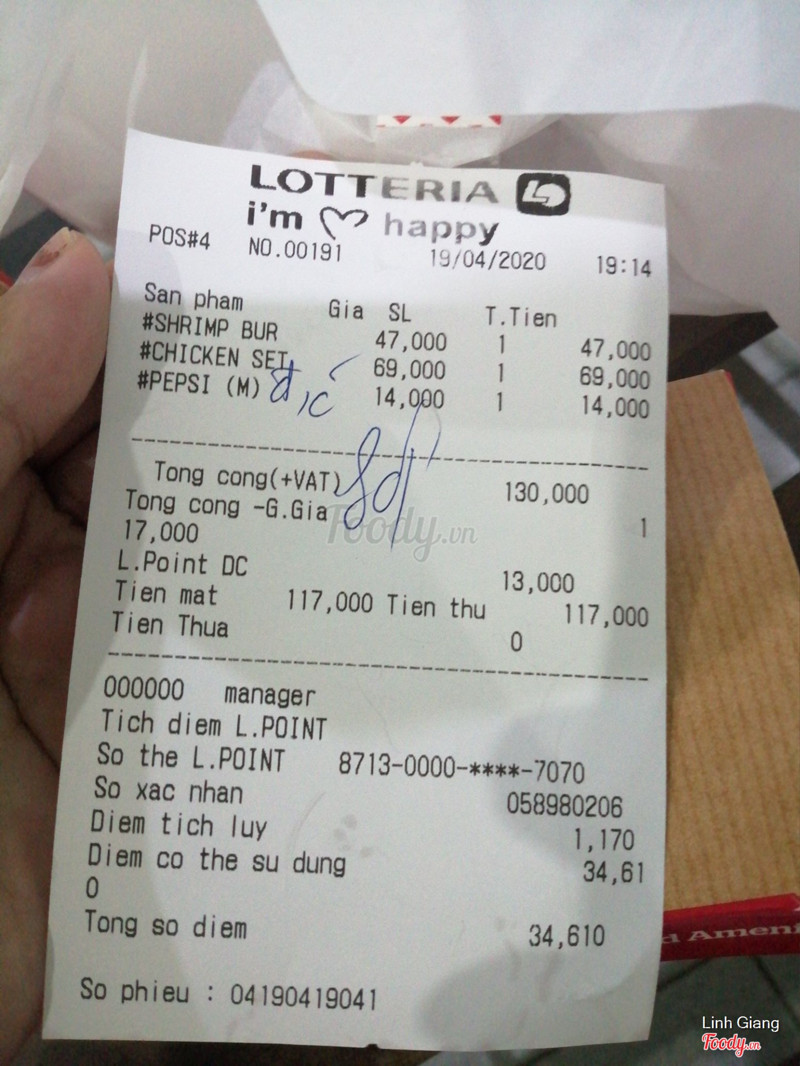 LOTTERIA
i'm happy
POS#4 NO.00191 19/04/2020 19:14
San pham Gia SL T.Tien
#SHRIMP BUR 47,000 1 47,000
#CHICKEN SET 69,000 1 69,000
#PEPSI (M) 14,000 1 14,000
đ/c
sđt
Tong cong(+VAT) 130,000
Tong cong -G.Gia 1
17,000
L.Point DC 13,000
Tien mat 117,000 Tien thu 117,000
Tien Thua 0
000000 manager
Tich diem L.POINT
So the L.POINT 8713-0000-****-7070
So xac nhan 058980206
Diem tich luy 1,170
Diem co the su dung 34,61
0
Tong so diem 34,610
So phieu : 04190419041
Foody.vn
Linh Giang
Foody.vn